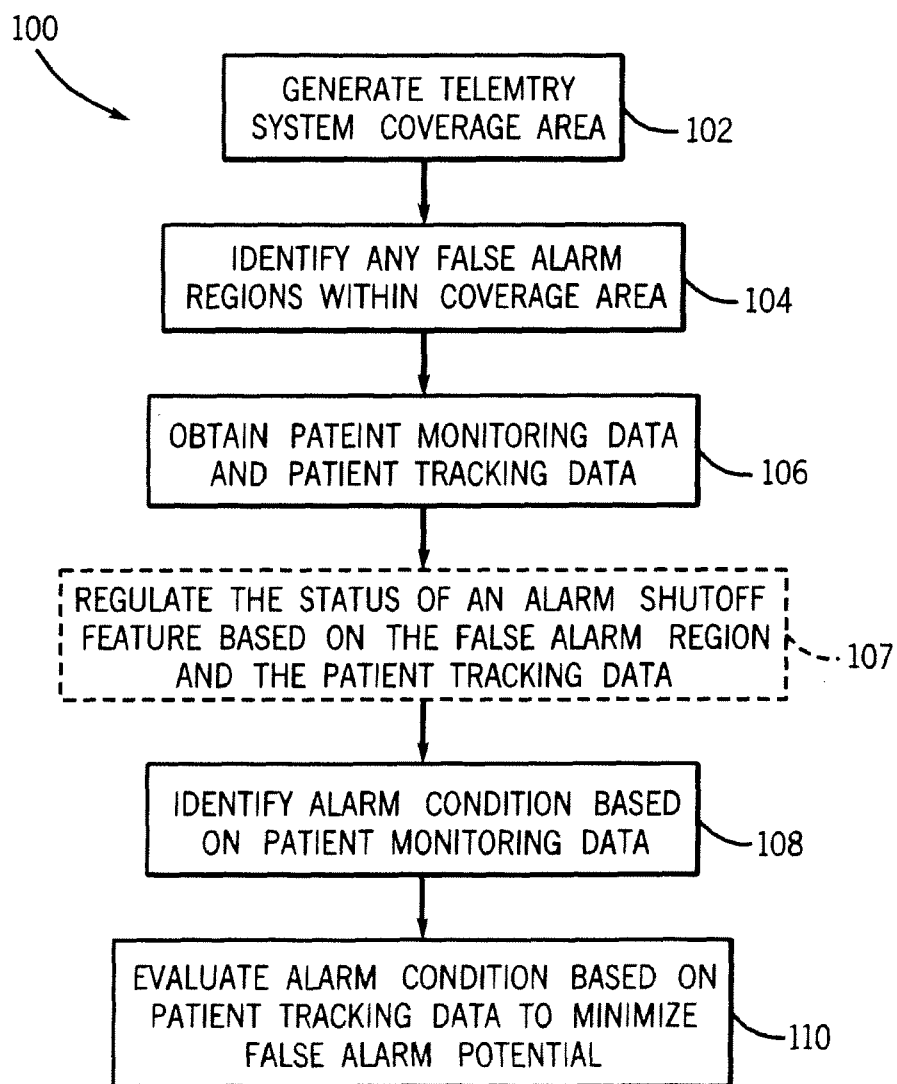 100
GENERATE TELEMTRY
SYSTEM COVERAGE AREA
102
IDENTIFY ANY FALSE ALARM
REGIONS WITHIN COVERAGE AREA
104
OBTAIN PATEINT MONITORING DATA
AND PATIENT TRACKING DATA
106
REGULATE THE STATUS OF AN ALARM SHUTOFF
FEATURE BASED ON THE FALSE ALARM REGION
AND THE PATIENT TRACKING DATA
107
IDENTIFY ALARM CONDITION BASED
ON PATIENT MONITORING DATA
108
EVALUATE ALARM CONDITION BASED ON
PATIENT TRACKING DATA TO MINIMIZE
FALSE ALARM POTENTIAL
110